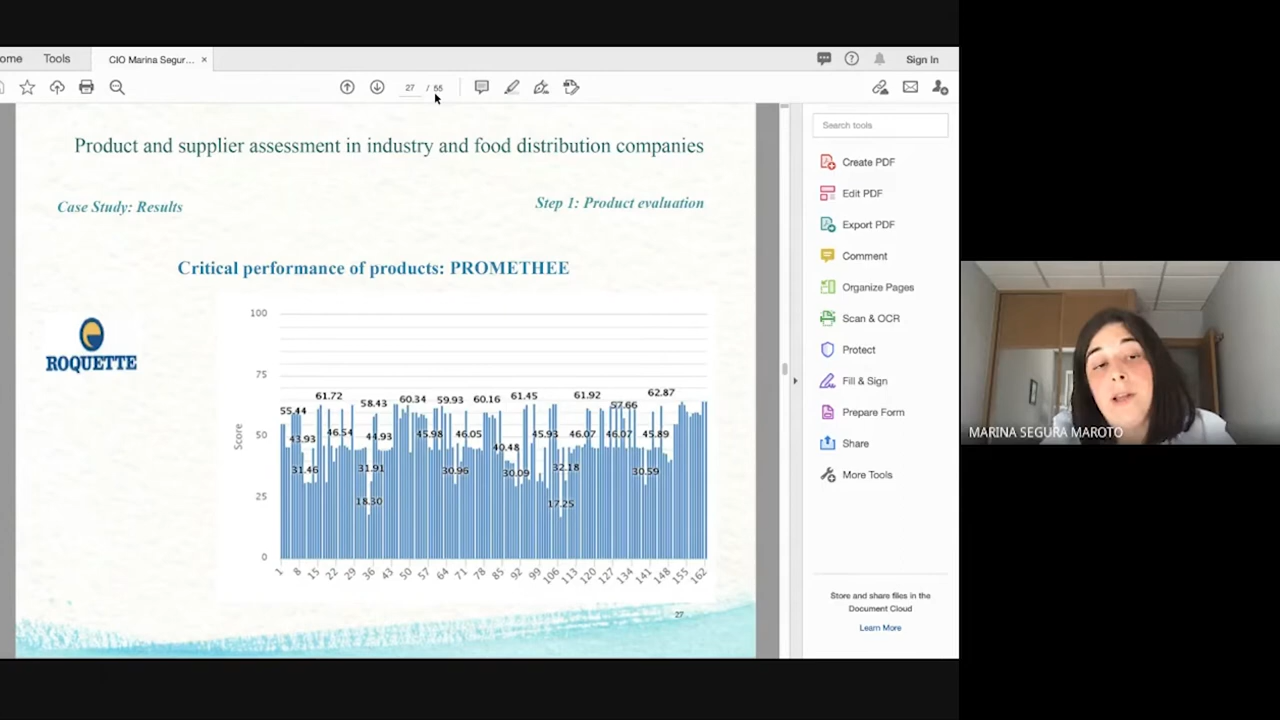 ome
Tools
CIO Marina Segur... ×
Sign In
27 / 55
Product and supplier assessment in industry and food distribution companies
Case Study: Results
Step 1: Product evaluation
Critical performance of products: PROMETHEE
ROQUETTE
Score
100
75
50
25
0
61.72
58.43
60.34
59.93
60.16
61.45
61.92
57.66
62.87
55.44
43.93
46.54
44.93
45.98
46.05
40.48
45.93
46.07
46.07
45.89
31.46
31.91
30.96
30.09
32.18
30.59
18.30
17.25
1 8 15 22 29 36 43 50 57 64 71 78 85 92 99 106 113 120 127 134 141 148 155 162
27
Search tools
Create PDF
Edit PDF
Export PDF
Comment
Organize Pages
Scan & OCR
Protect
Fill & Sign
Prepare Form
Share
More Tools
Store and share files in the
Document Cloud
Learn More
MARINA SEGURA MAROTO